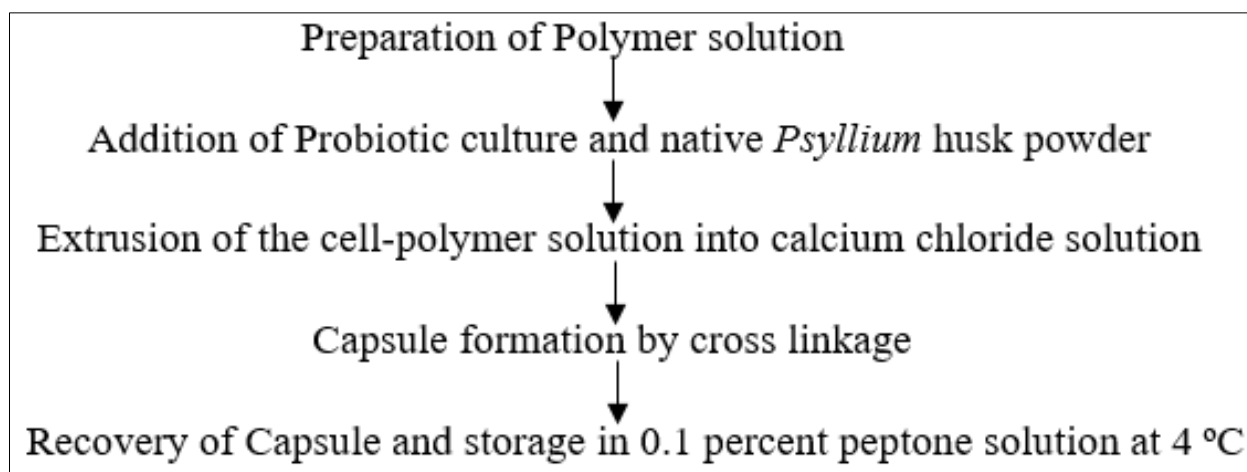 Preparation of Polymer solution
Addition of Probiotic culture and native Psyllium husk powder
Extrusion of the cell-polymer solution into calcium chloride solution
Capsule formation by cross linkage
Recovery of Capsule and storage in 0.1 percent peptone solution at 4 ºC